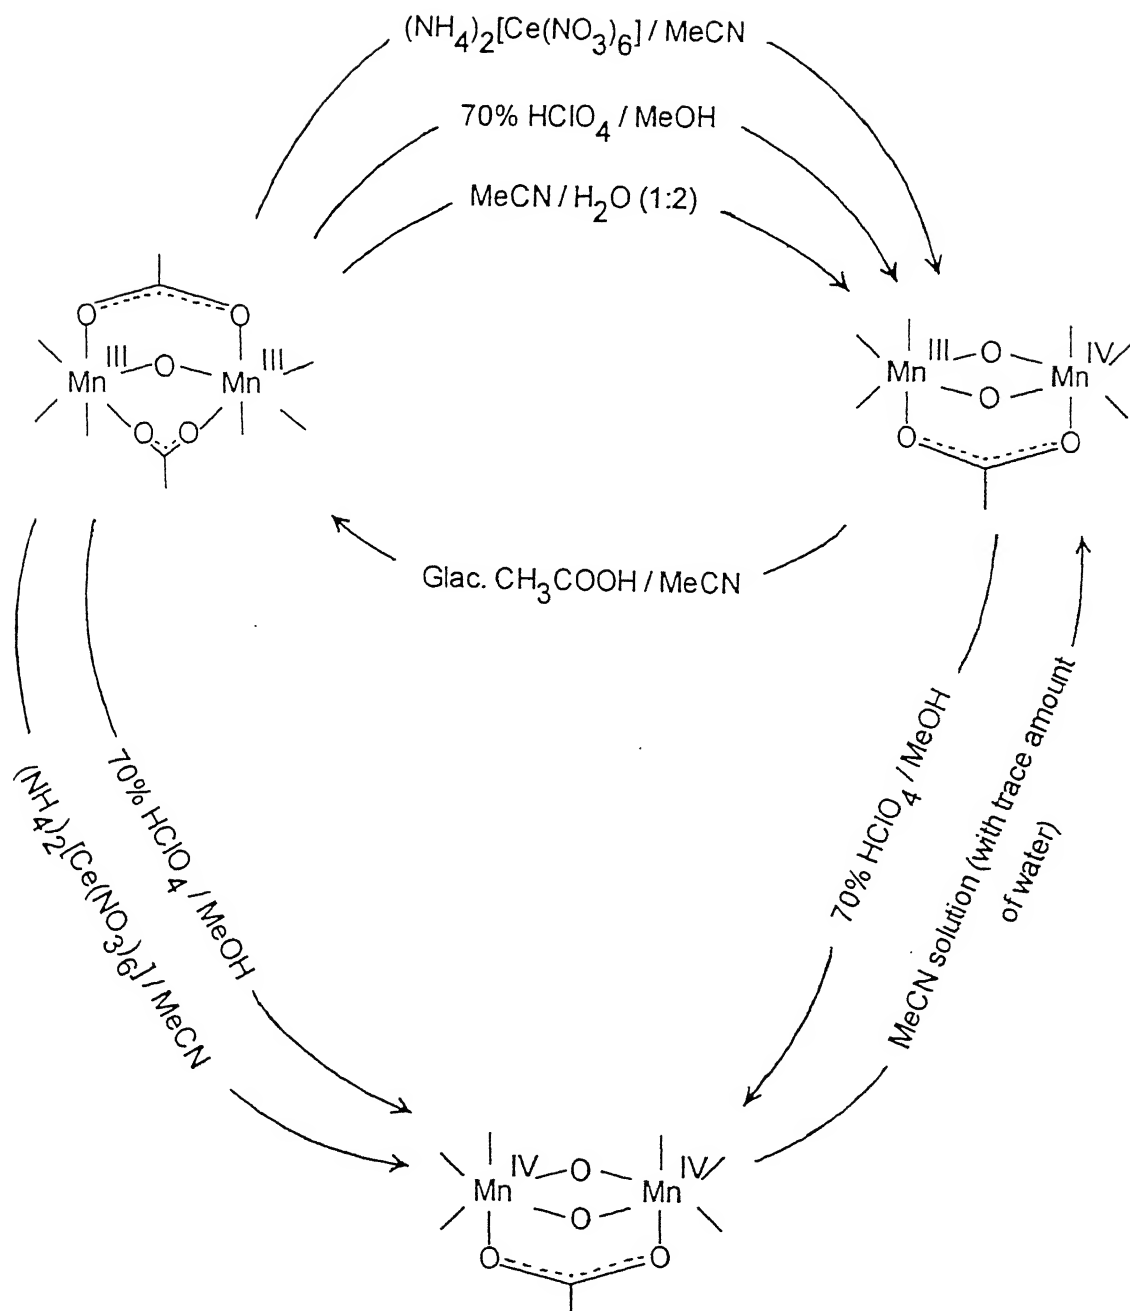 (NH4)2[Ce(NO3)6] / MeCN
70% HClO4 / MeOH
MeCN / H2O (1:2)
O O
III O III
Mn Mn
O O
III O IV
Mn Mn
O
O O
Glac. CH3COOH / MeCN
(NH4)2[Ce(NO3)6] / MeCN
70% HClO4 / MeOH
70% HClO4 / MeOH
MeCN solution (with trace amount
of water)
IV O IV
Mn Mn
O
O O